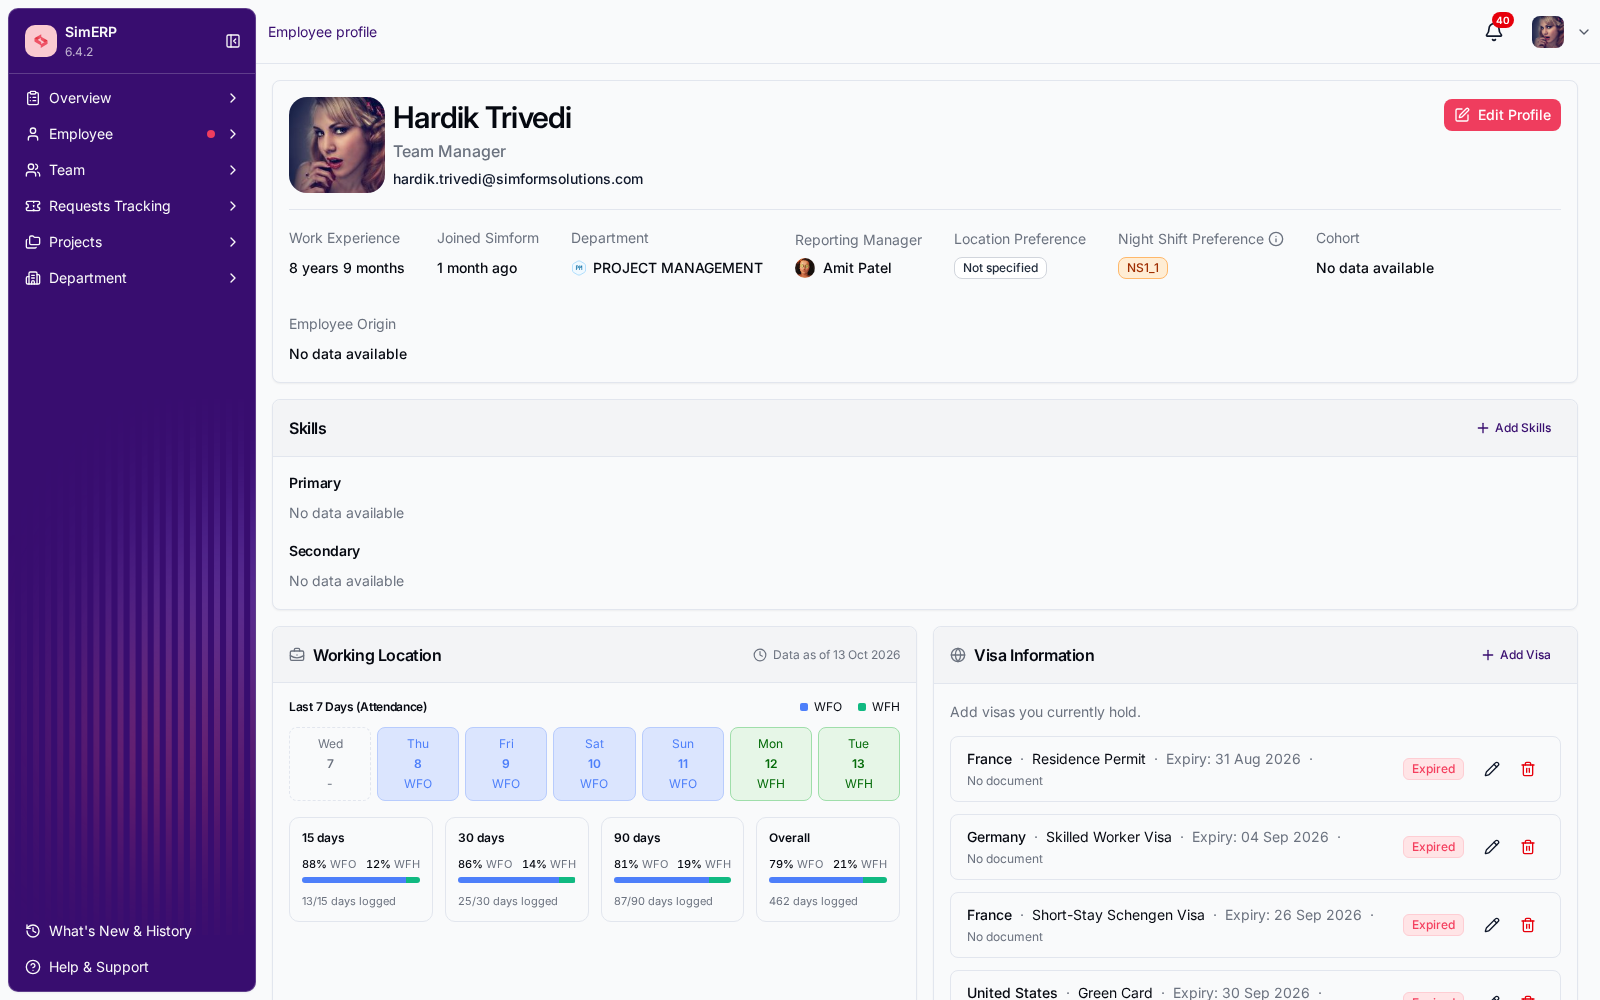 SimERP
6.4.2
Overview
Employee
Team
Requests Tracking
Projects
Department
What's New & History
Help & Support
Employee profile
40
Hardik Trivedi
Team Manager
hardik.trivedi@simformsolutions.com
Edit Profile
Work Experience
8 years 9 months
Joined Simform
1 month ago
Department
PM PROJECT MANAGEMENT
Reporting Manager
Amit Patel
Location Preference
Not specified
Night Shift Preference
NS1_1
Cohort
No data available
Employee Origin
No data available
Skills
Add Skills
Primary
No data available
Secondary
No data available
Working Location
Data as of 13 Oct 2026
Last 7 Days (Attendance)
WFO WFH
Wed
7
-
Thu
8
WFO
Fri
9
WFO
Sat
10
WFO
Sun
11
WFO
Mon
12
WFH
Tue
13
WFH
15 days
88% WFO 12% WFH
13/15 days logged
30 days
86% WFO 14% WFH
25/30 days logged
90 days
81% WFO 19% WFH
87/90 days logged
Overall
79% WFO 21% WFH
462 days logged
Visa Information
Add Visa
Add visas you currently hold.
France · Residence Permit · Expiry: 31 Aug 2026 ·
No document
Expired
Germany · Skilled Worker Visa · Expiry: 04 Sep 2026 ·
No document
Expired
France · Short-Stay Schengen Visa · Expiry: 26 Sep 2026 ·
No document
Expired
United States · Green Card · Expiry: 30 Sep 2026 ·
Expired